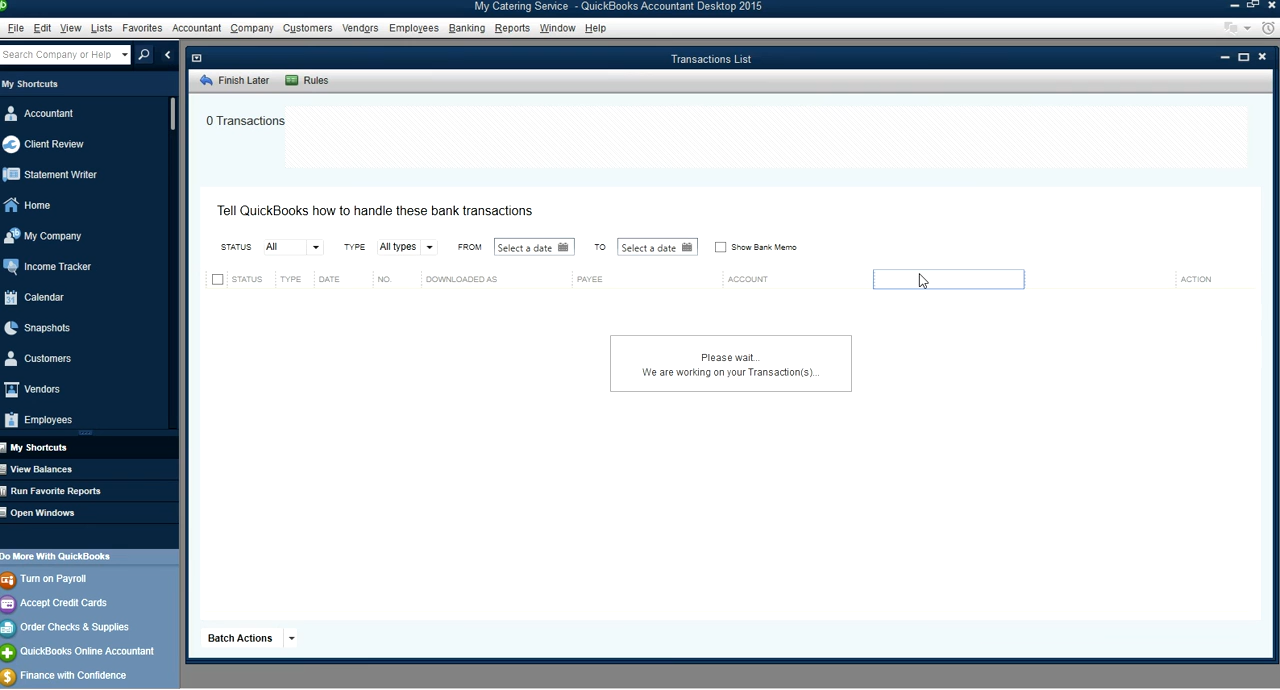 My Catering Service - QuickBooks Accountant Desktop 2015
File Edit View Lists Favorites Accountant Company Customers Vendors Employees Banking Reports Window Help
Search Company or Help
My Shortcuts
Accountant
Client Review
Statement Writer
Home
My Company
Income Tracker
Calendar
Snapshots
Customers
Vendors
Employees
My Shortcuts
View Balances
Run Favorite Reports
Open Windows
Do More With QuickBooks
Turn on Payroll
Accept Credit Cards
Order Checks & Supplies
QuickBooks Online Accountant
Finance with Confidence
Transactions List
Finish Later Rules
0 Transactions
Tell QuickBooks how to handle these bank transactions
STATUS All TYPE All types FROM Select a date TO Select a date Show Bank Memo
STATUS TYPE DATE NO. DOWNLOADED AS PAYEE ACCOUNT ACTION
Please wait...
We are working on your Transaction(s)...
Batch Actions